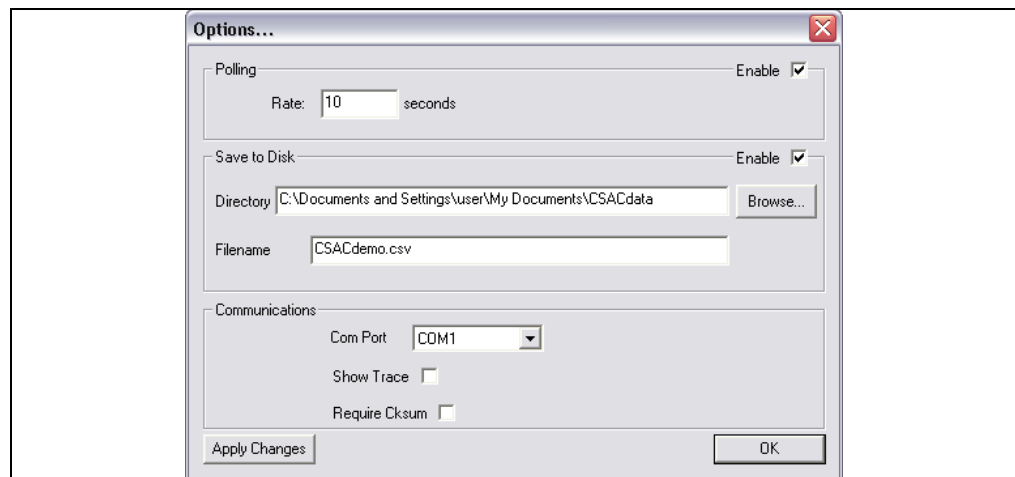 Options...
Polling Enable
Rate: 10 seconds
Save to Disk Enable
Directory C:\Documents and Settings\user\My Documents\CSACdata Browse...
Filename CSACdemo.csv
Communications
Com Port COM1
Show Trace
Require Cksum
Apply Changes OK